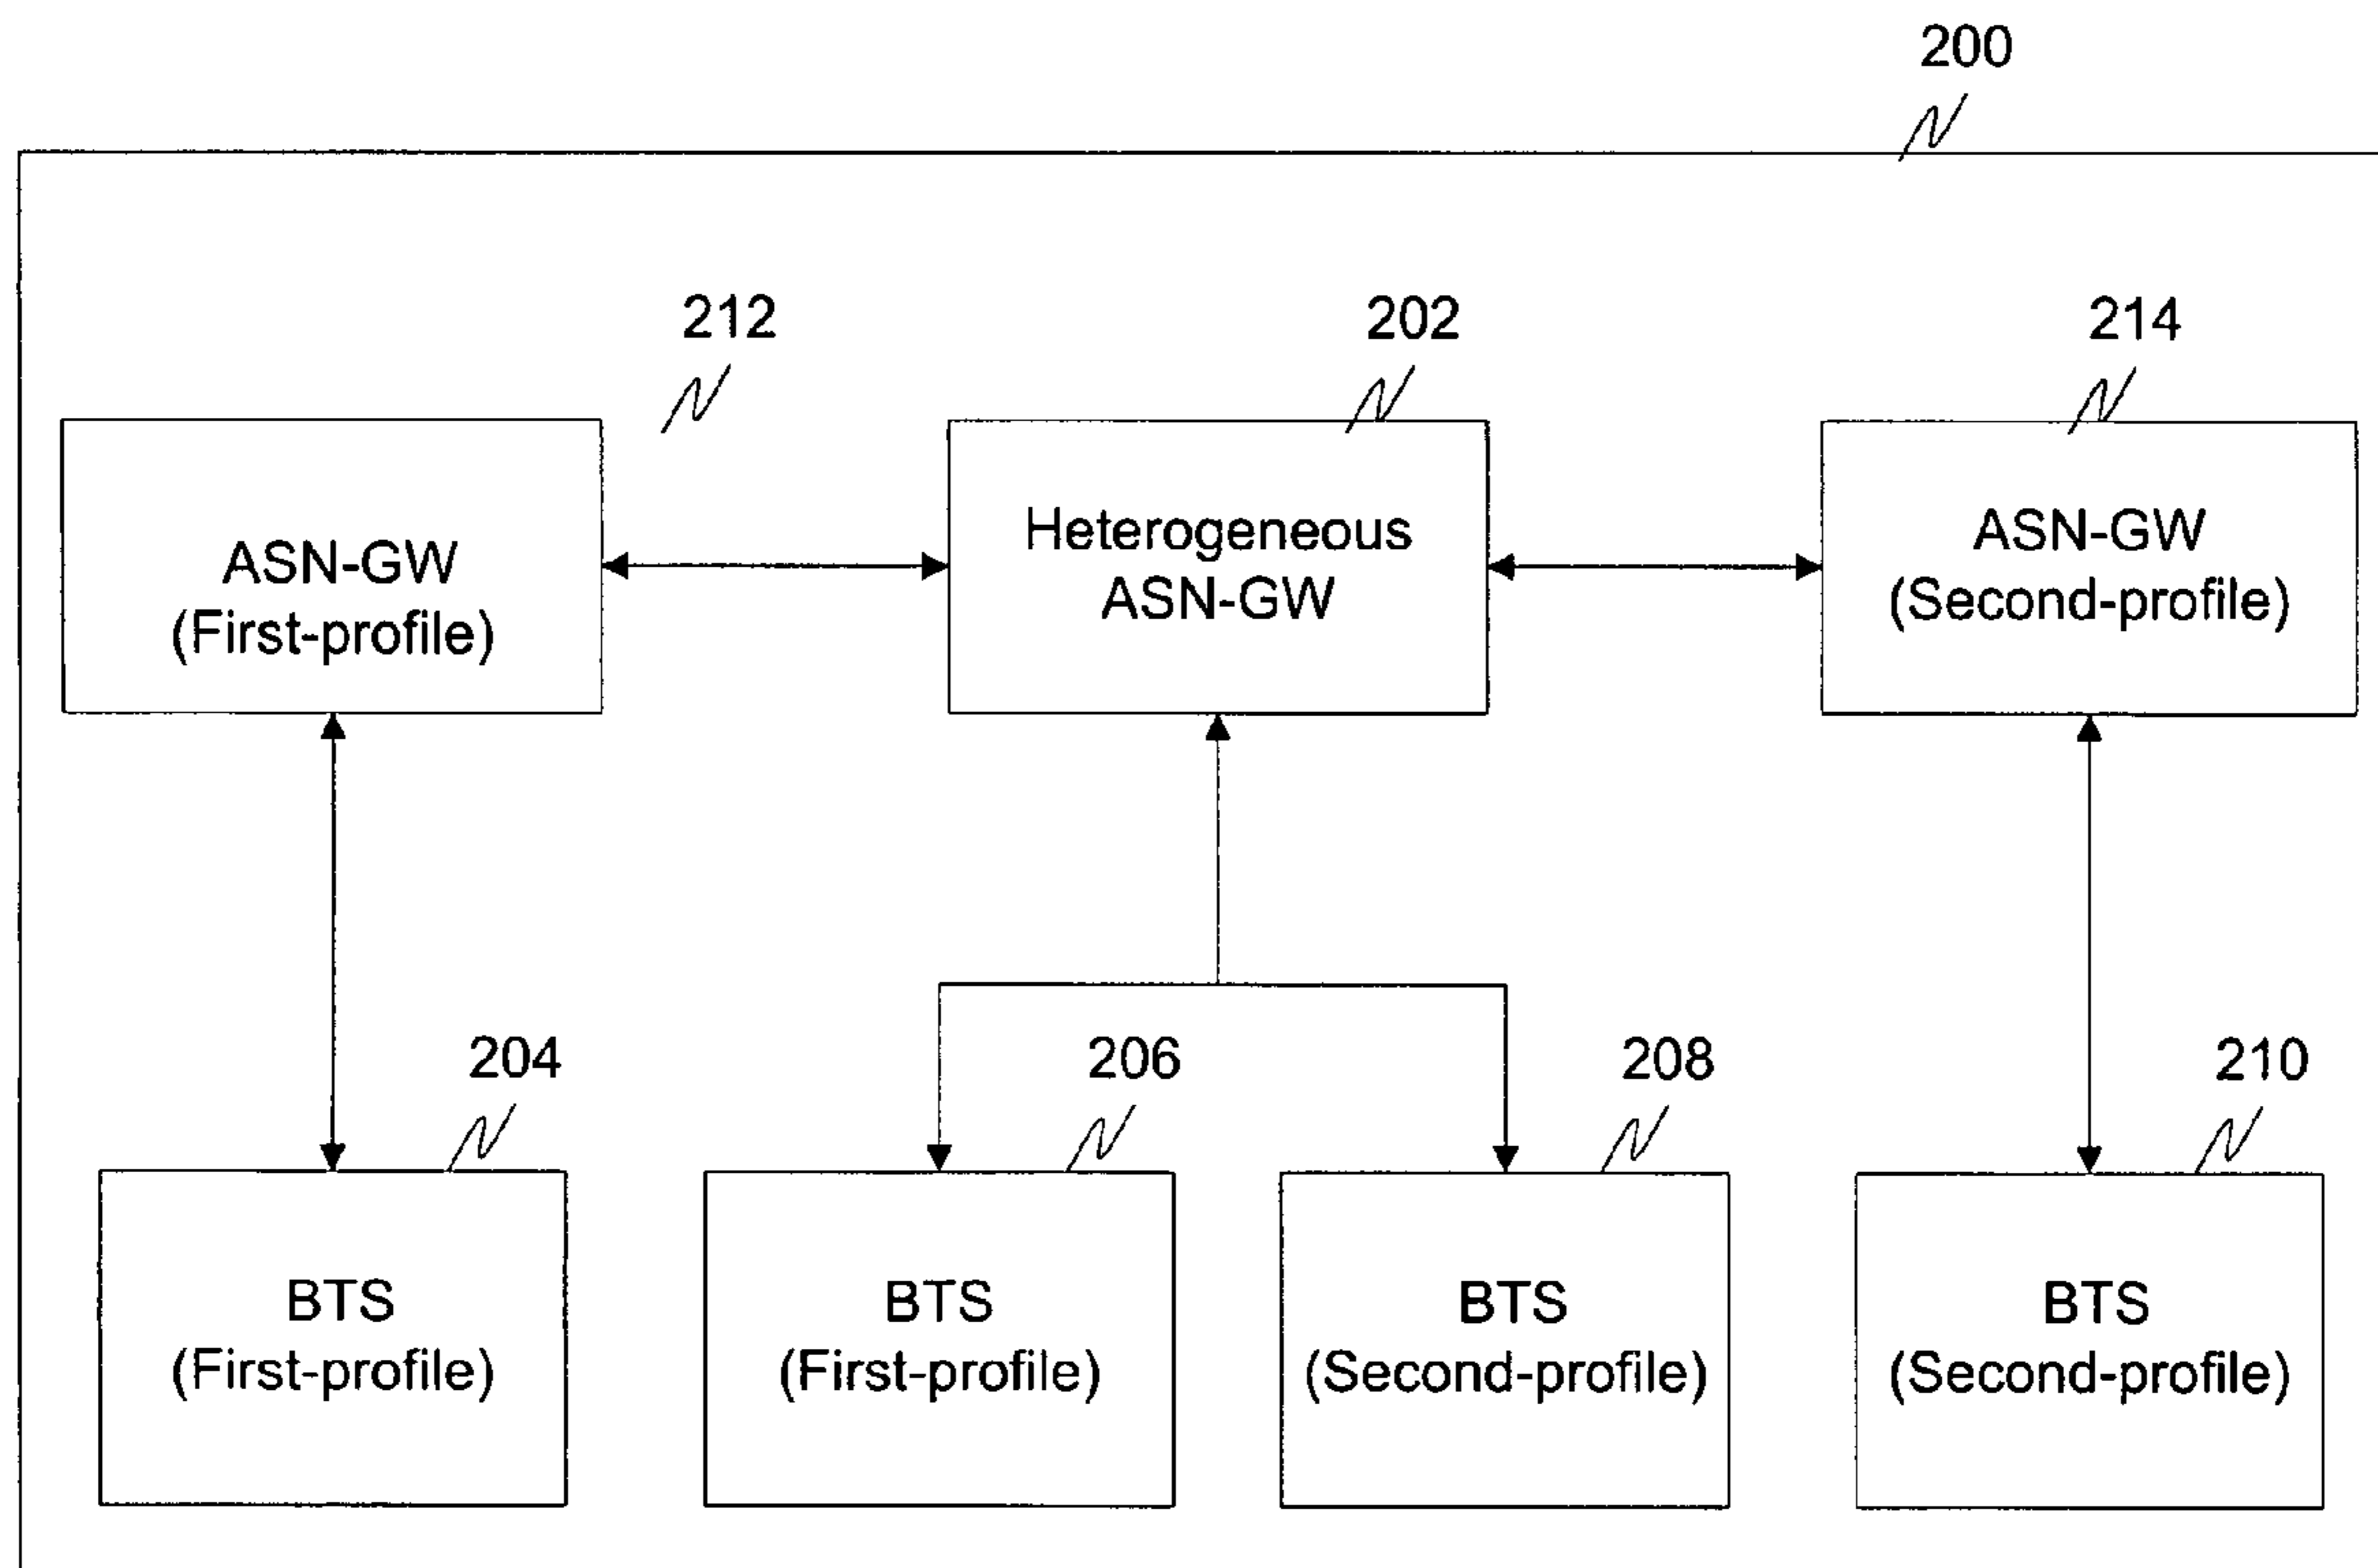 200
212
202
214
ASN-GW
(First-profile)
Heterogeneous
ASN-GW
ASN-GW
(Second-profile)
204
206
208
210
BTS
(First-profile)
BTS
(First-profile)
BTS
(Second-profile)
BTS
(Second-profile)